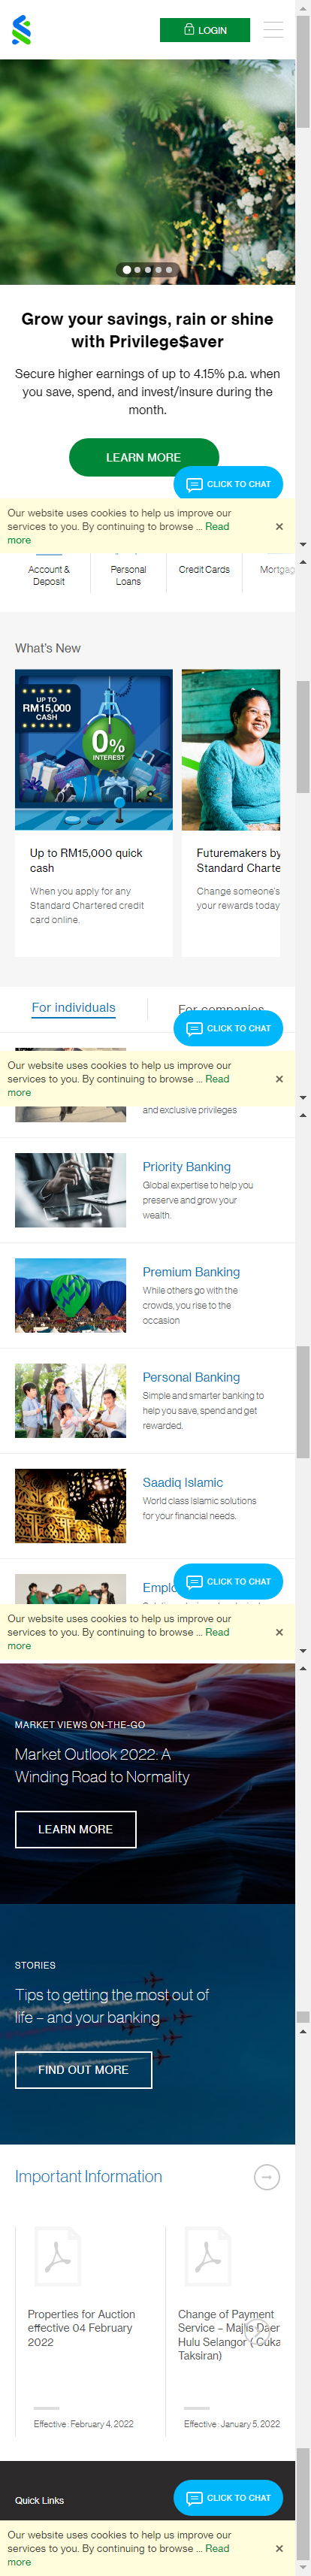 LOGIN
Grow your savings, rain or shine
with Privilege$aver
Secure higher earnings of up to 4.15% p.a. when
you save, spend, and invest/insure during the
month.
LEARN MORE
CLICK TO CHAT
Our website uses cookies to help us improve our
services to you. By continuing to browse ... Read
more
Account &
Deposit
Personal
Loans
Credit Cards
Mortgag
What's New
UP TO
RM15,000
CASH
0%
INTEREST
Up to RM15,000 quick
cash
When you apply for any
Standard Chartered credit
card online.
Futuremakers by
Standard Charte
Change someone's
your rewards today
For individuals
For companies
CLICK TO CHAT
Our website uses cookies to help us improve our
services to you. By continuing to browse ... Read
more
and exclusive privileges
Priority Banking
Global expertise to help you
preserve and grow your
wealth.
Premium Banking
While others go with the
crowds, you rise to the
occasion
Personal Banking
Simple and smarter banking to
help you save, spend and get
rewarded.
Saadiq Islamic
World class Islamic solutions
for your financial needs.
Emplo
CLICK TO CHAT
Our website uses cookies to help us improve our
services to you. By continuing to browse ... Read
more
MARKET VIEWS ON-THE-GO
Market Outlook 2022: A
Winding Road to Normality
LEARN MORE
STORIES
Tips to getting the most out of
life – and your banking
FIND OUT MORE
Important Information
Properties for Auction
effective 04 February
2022
Effective: February 4, 2022
Change of Payment
Service – Majlis Daer
Hulu Selangor (Cuka
Taksiran)
Effective: January 5, 2022
Quick Links
CLICK TO CHAT
Our website uses cookies to help us improve our
services to you. By continuing to browse ... Read
more